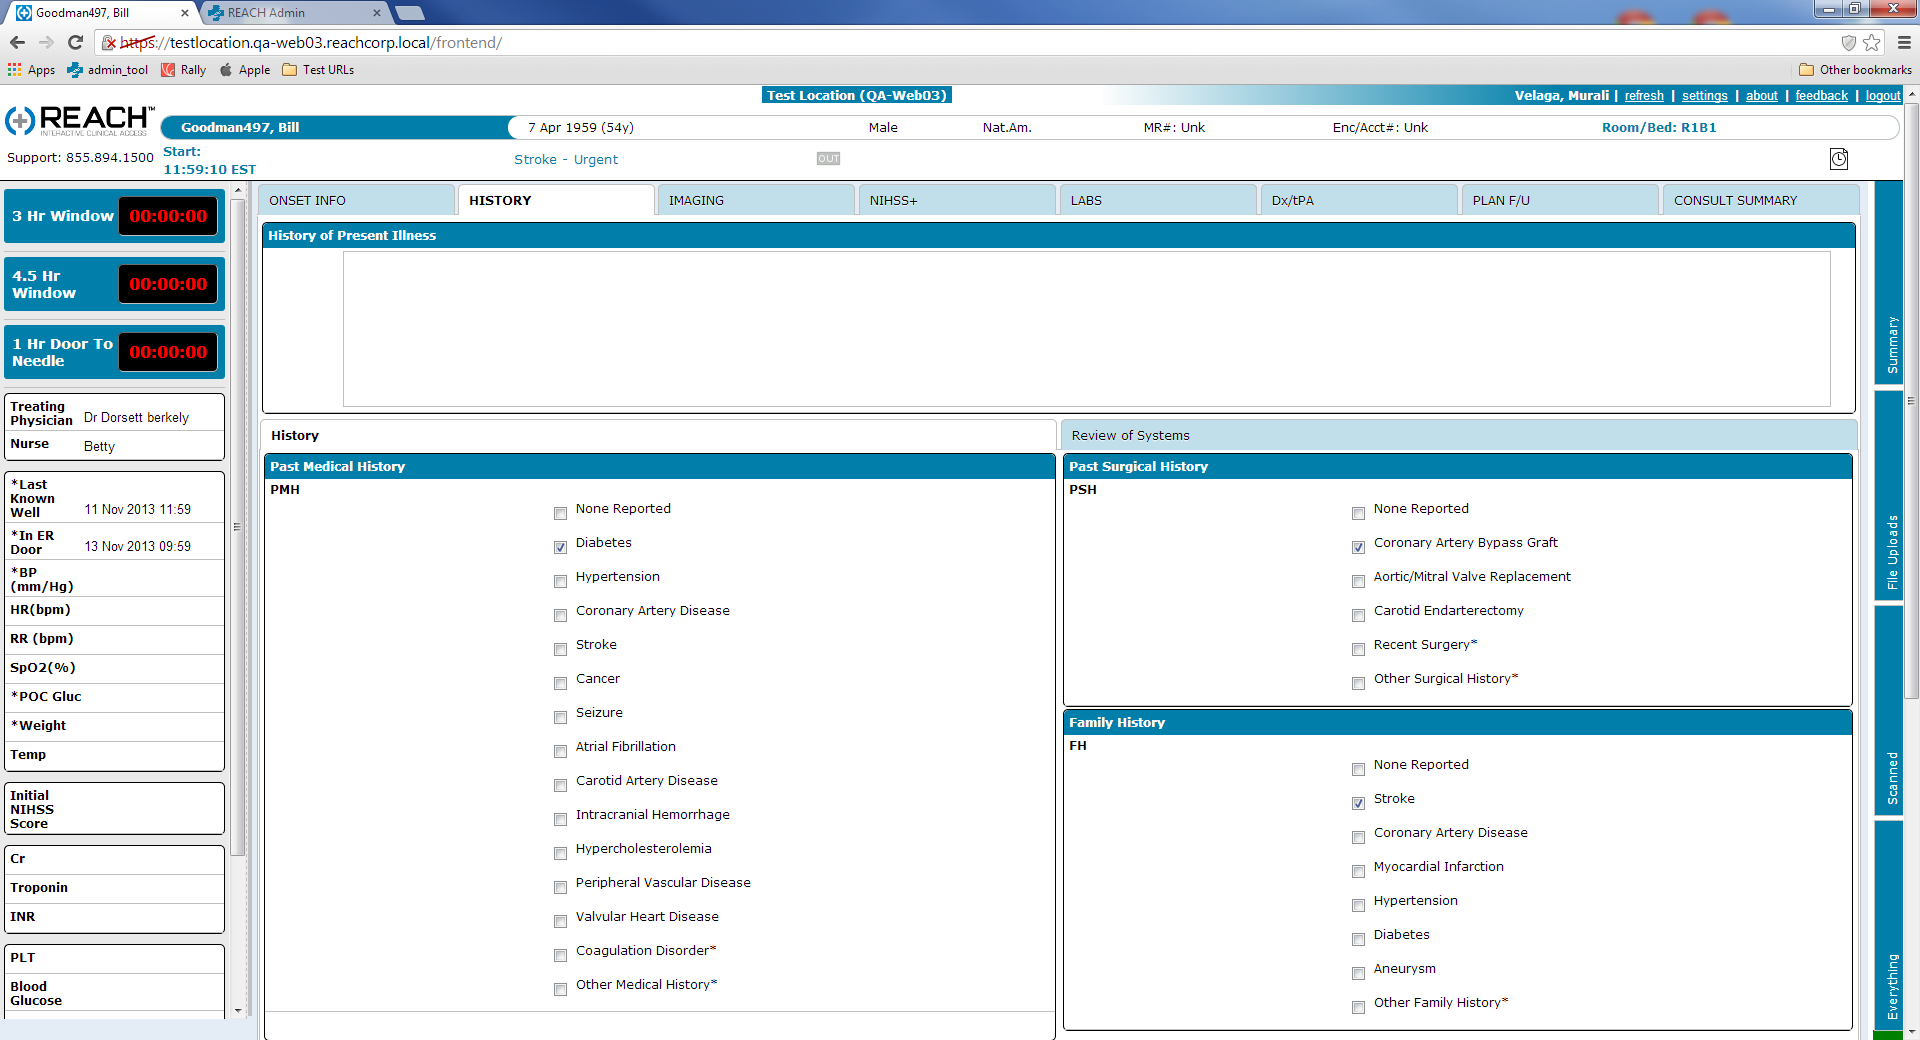 Goodman497, Bill
REACH Admin
https://testlocation.qa-web03.reachcorp.local/frontend/
Apps
admin_tool
Rally
Apple
Test URLs
Other bookmarks
REACH™
INTERACTIVE CLINICAL ACCESS
Support: 855.894.1500
Test Location (QA-Web03)
Velaga, Murali | refresh | settings | about | feedback | logout
Goodman497, Bill
7 Apr 1959 (54y)
Male
Nat.Am.
MR#: Unk
Enc/Acct#: Unk
Room/Bed: R1B1
Start:
11:59:10 EST
Stroke - Urgent
OUT
3 Hr Window
00:00:00
4.5 Hr
Window
00:00:00
1 Hr Door To
Needle
00:00:00
Treating
Physician
Dr Dorsett berkely
Nurse
Betty
*Last
Known
Well
11 Nov 2013 11:59
*In ER
Door
13 Nov 2013 09:59
*BP
(mm/Hg)
HR(bpm)
RR (bpm)
SpO2(%)
*POC Gluc
*Weight
Temp
Initial
NIHSS
Score
Cr
Troponin
INR
PLT
Blood
Glucose
ONSET INFO
HISTORY
IMAGING
NIHSS+
LABS
Dx/tPA
PLAN F/U
CONSULT SUMMARY
History of Present Illness
History
Review of Systems
Past Medical History
PMH
None Reported
Diabetes
Hypertension
Coronary Artery Disease
Stroke
Cancer
Seizure
Atrial Fibrillation
Carotid Artery Disease
Intracranial Hemorrhage
Hypercholesterolemia
Peripheral Vascular Disease
Valvular Heart Disease
Coagulation Disorder*
Other Medical History*
Past Surgical History
PSH
None Reported
Coronary Artery Bypass Graft
Aortic/Mitral Valve Replacement
Carotid Endarterectomy
Recent Surgery*
Other Surgical History*
Family History
FH
None Reported
Stroke
Coronary Artery Disease
Myocardial Infarction
Hypertension
Diabetes
Aneurysm
Other Family History*
Summary
File Uploads
Scanned
Everything